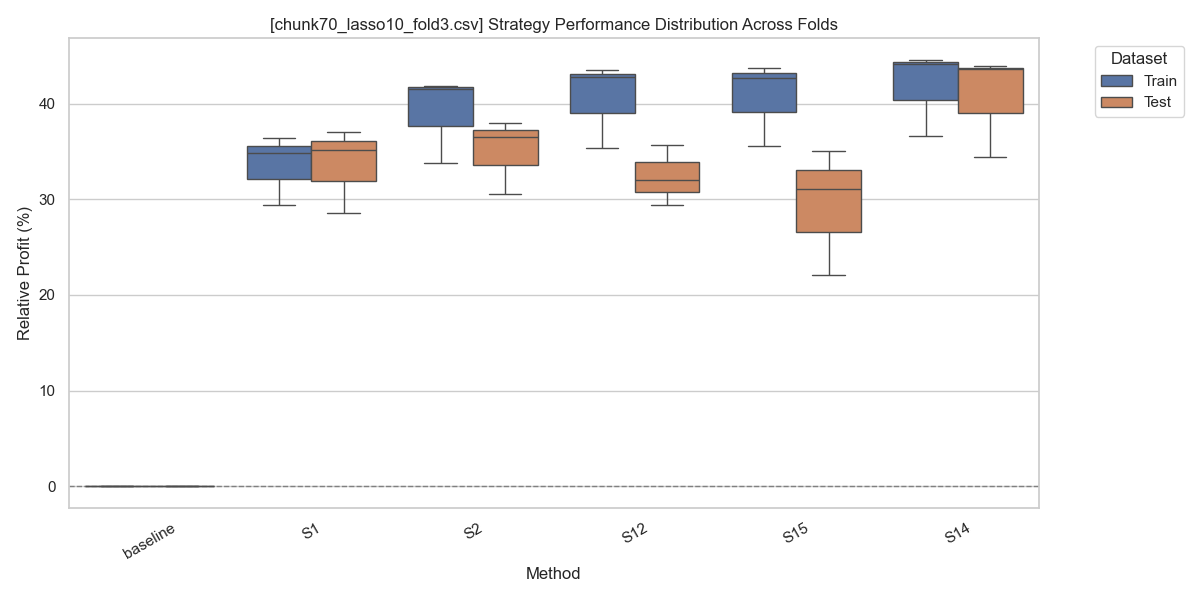 [chunk70_lasso10_fold3.csv] Strategy Performance Distribution Across Folds
Dataset
Train
Test
Relative Profit (%)
40
30
20
10
0
baseline
S1
S2
S12
S15
S14
Method